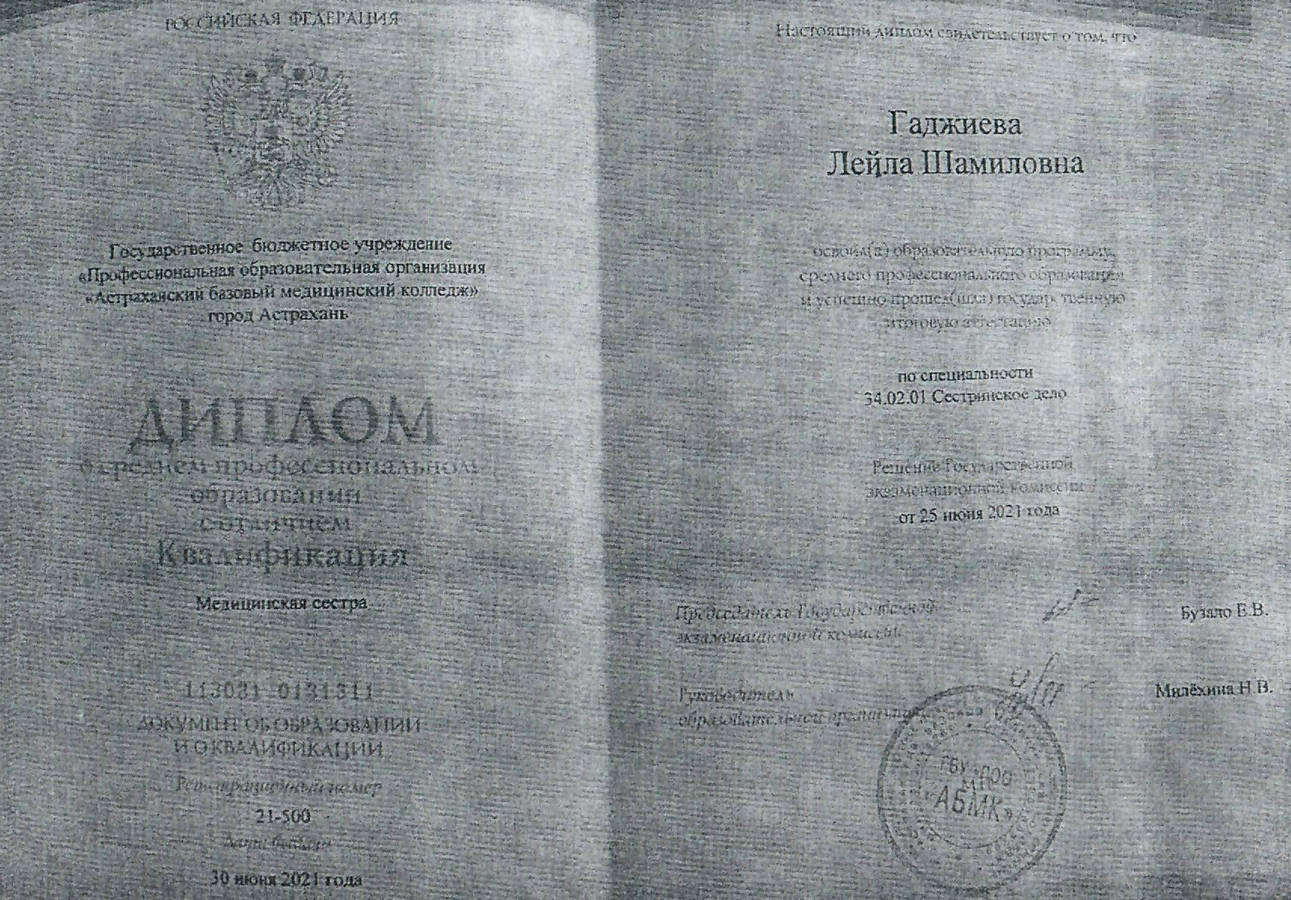 РОССИЙСКАЯ ФЕДЕРАЦИЯ
Государственное бюджетное учреждение
«Профессиональная образовательная организация
«Астраханский базовый медицинский колледж»
город Астрахань
ДИПЛОМ
о среднем профессиональном
образовании
с отличием
Квалификация
Медицинская сестра
113031 0131311
ДОКУМЕНТ ОБ ОБРАЗОВАНИИ
И О КВАЛИФИКАЦИИ
Регистрационный номер
21-500
Дата выдачи
30 июня 2021 года
Настоящий диплом свидетельствует о том, что
Гаджиева
Лейла Шамиловна
освоил(а) образовательную программу
среднего профессионального образования
и успешно прошел(шла) государственную
итоговую аттестацию
по специальности
34.02.01 Сестринское дело
Решение Государственной
экзаменационной комиссии
от 25 июня 2021 года
Председатель Государственной
экзаменационной комиссии
Бузало Е.В.
Руководитель
образовательной организации
Милёхина Н.В.
ГБУ «ПОО
«АБМК»